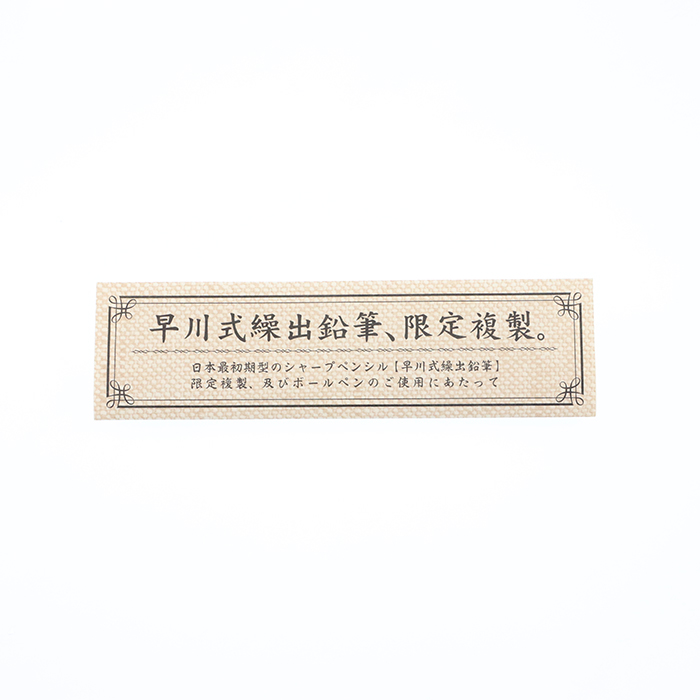 早川式繰出鉛筆、限定複製。
日本最初期型のシャープペンシル【早川式繰出鉛筆】
限定複製、及びボールペンのご使用にあたって